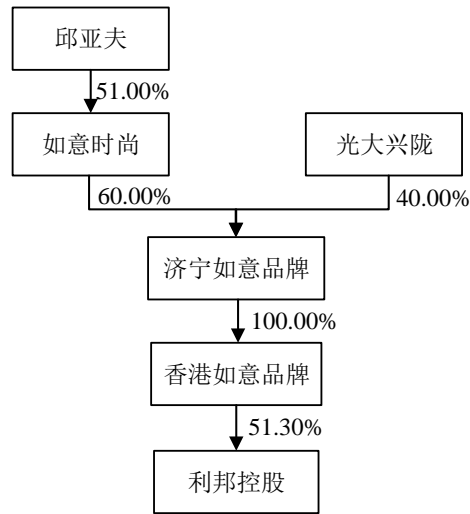 邱亚夫
51.00%
如意时尚
光大兴陇
60.00%
40.00%
济宁如意品牌
100.00%
香港如意品牌
51.30%
利邦控股